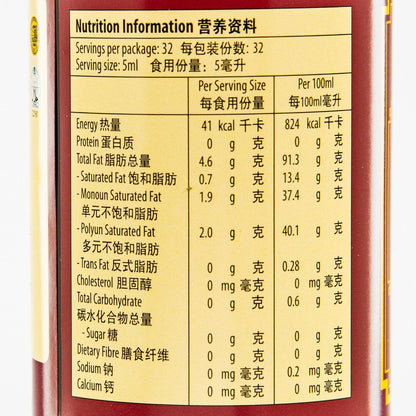 Nutrition Information 营养资料
Servings per package: 32 每包装份数: 32
Serving size: 5ml 食用份量: 5毫升
Per Serving Size Per 100ml
每食用份量 每100ml毫升
Energy 热量 41 kcal 千卡 824 kcal 千卡
Protein 蛋白质 0 g 克 0 g 克
Total Fat 脂肪总量 4.6 g 克 91.3 g 克
- Saturated Fat 饱和脂肪 0.7 g 克 13.4 g 克
- Monoun Saturated Fat 1.9 g 克 37.4 g 克
单元不饱和脂肪
- Polyun Saturated Fat 2.0 g 克 40.1 g 克
多元不饱和脂肪
- Trans Fat 反式脂肪 0 g 克 0.28 g 克
Cholesterol 胆固醇 0 mg 毫克 0 mg 毫克
Total Carbohydrate 0 g 克 0.6 g 克
碳水化合物总量
- Sugar 糖 0 g 克 0 g 克
Dietary Fibre 膳食纤维 0 g 克 0 g 克
Sodium 钠 0 mg 毫克 0.2 mg 毫克
Calcium 钙 0 mg 毫克 0 mg 毫克